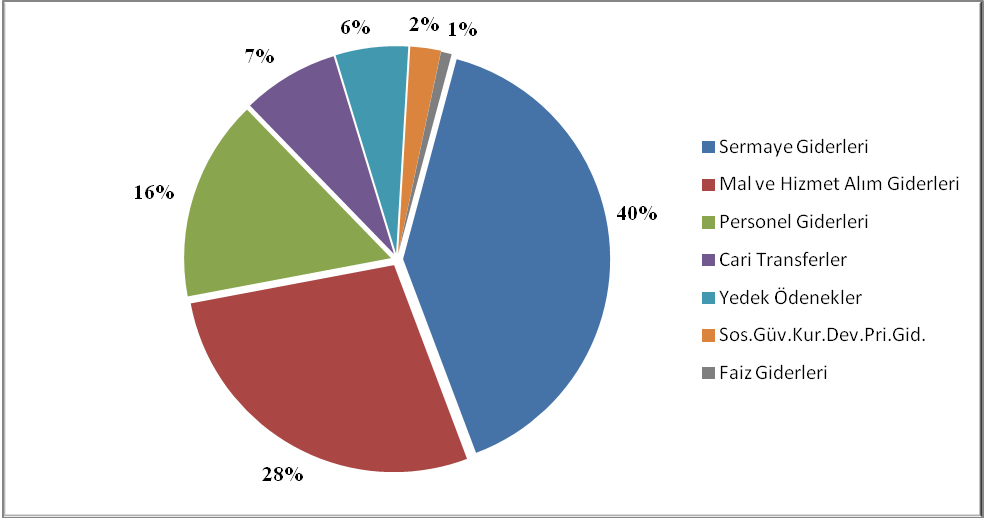 6%
2%
1%
7%
16%
40%
28%
Sermaye Giderleri
Mal ve Hizmet Alım Giderleri
Personel Giderleri
Cari Transferler
Yedek Ödenekler
Sos.Güv.Kur.Dev.Pri.Gid.
Faiz Giderleri